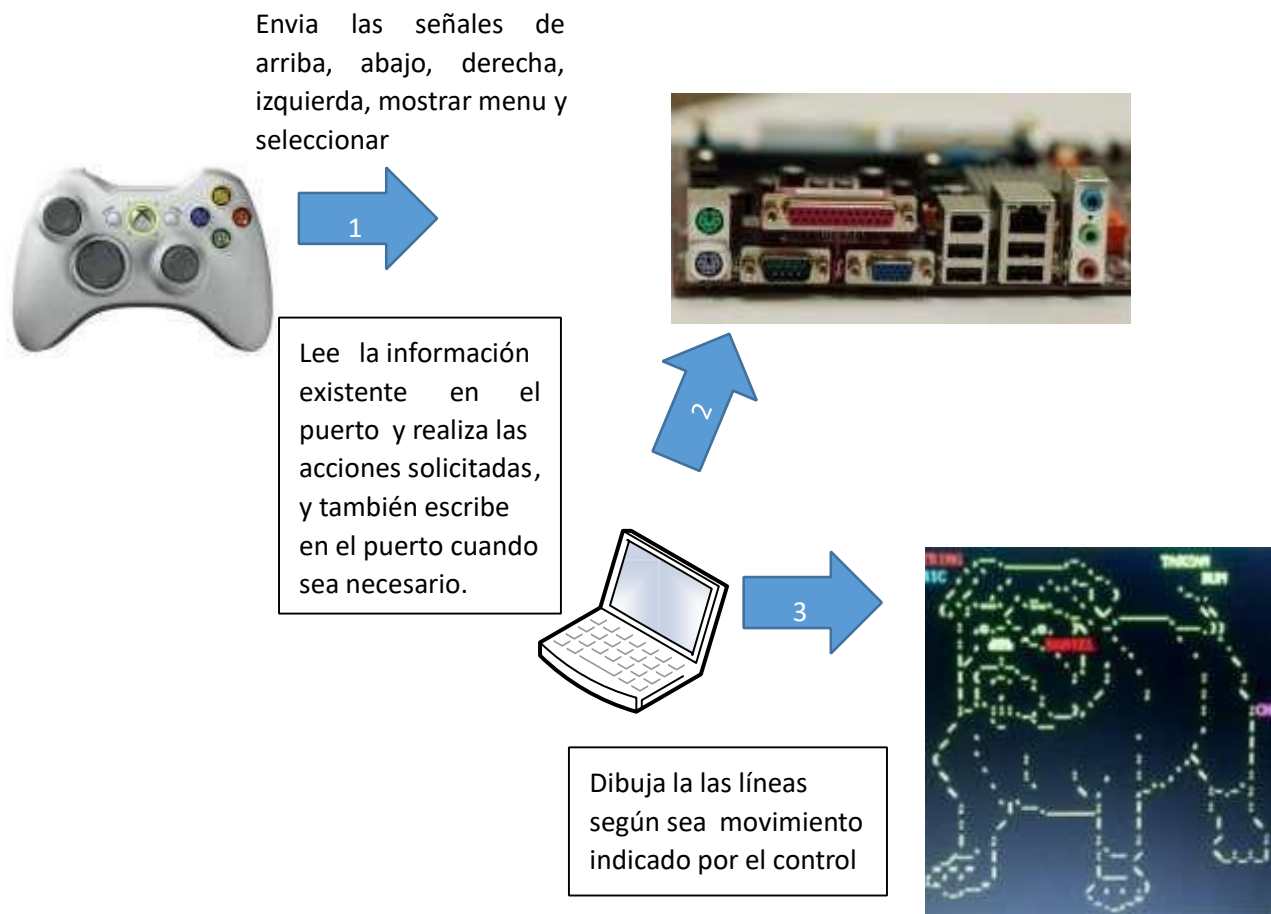 Envia las señales de
arriba, abajo, derecha,
izquierda, mostrar menu y
seleccionar
1
Lee la información
existente en el
puerto y realiza las
acciones solicitadas,
y también escribe
en el puerto cuando
sea necesario.
2
3
Dibuja la las líneas
según sea movimiento
indicado por el control